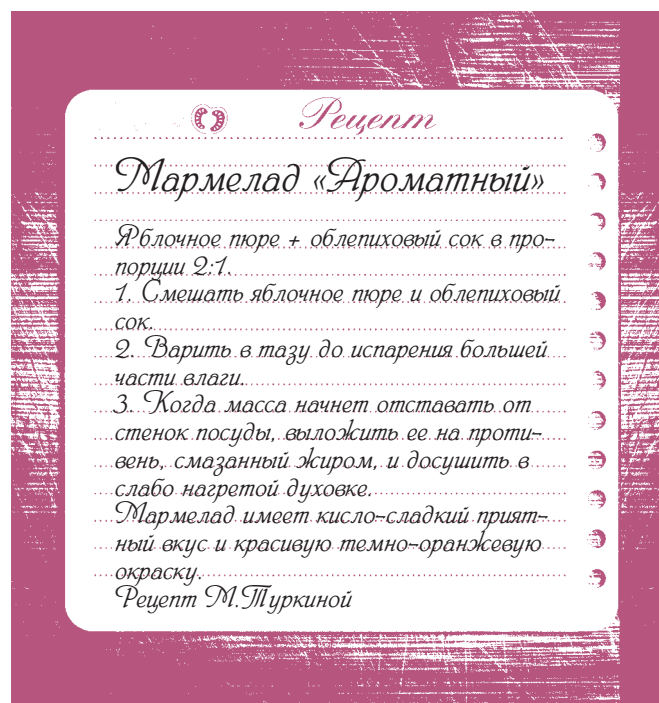 Рецепт
Мармелад «Ароматный»
Яблочное пюре + облепиховый сок в про-
порции 2:1.
1. Смешать яблочное пюре и облепиховый
сок.
2. Варить в тазу до испарения большей
части влаги.
3. Когда масса начнет отставать от
стенок посуды, выложить ее на проти-
вень, смазанный жиром, и досушить в
слабо нагретой духовке.
Мармелад имеет кисло-сладкий прият-
ный вкус и красивую темно-оранжевую
окраску.
Рецепт М.Туркиной